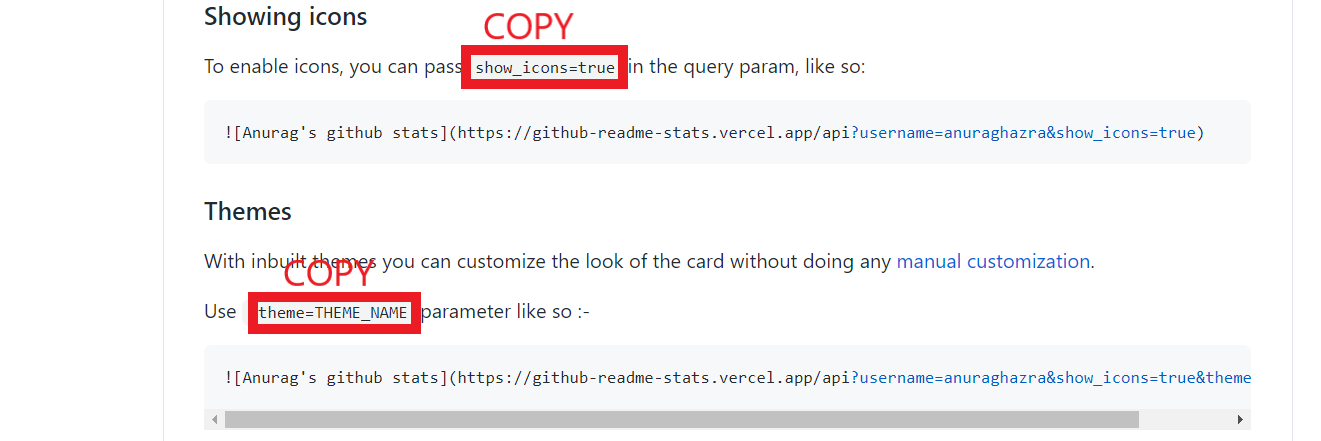 Showing icons
COPY
To enable icons, you can pass show_icons=true in the query param, like so:
![Anurag's github stats](https://github-readme-stats.vercel.app/api?username=anuraghazra&show_icons=true)
Themes
With inbuilt themes you can customize the look of the card without doing any manual customization.
COPY
Use theme=THEME_NAME parameter like so :-
![Anurag's github stats](https://github-readme-stats.vercel.app/api?username=anuraghazra&show_icons=true&theme